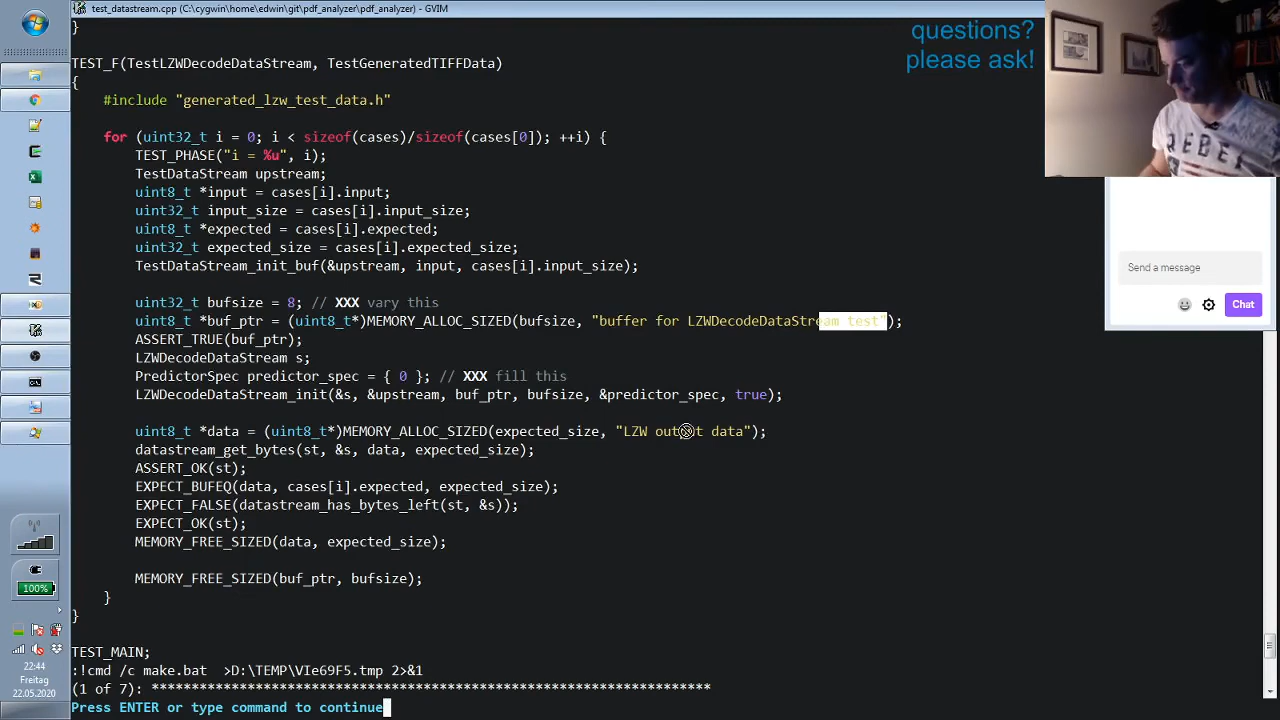 test_datastream.cpp (C:\cygwin\home\edwin\git\pdf_analyzer\pdf_analyzer) - GVIM
questions?
please ask!
}
TEST_F(TestLZWDecodeDataStream, TestGeneratedTIFFData)
{
#include "generated_lzw_test_data.h"
for (uint32_t i = 0; i < sizeof(cases)/sizeof(cases[0]); ++i) {
TEST_PHASE("i = %u", i);
TestDataStream upstream;
uint8_t *input = cases[i].input;
uint32_t input_size = cases[i].input_size;
uint8_t *expected = cases[i].expected;
uint32_t expected_size = cases[i].expected_size;
TestDataStream_init_buf(&upstream, input, cases[i].input_size);
uint32_t bufsize = 8; // XXX vary this
uint8_t *buf_ptr = (uint8_t*)MEMORY_ALLOC_SIZED(bufsize, "buffer for LZWDecodeDataStream test");
ASSERT_TRUE(buf_ptr);
LZWDecodeDataStream s;
PredictorSpec predictor_spec = { 0 }; // XXX fill this
LZWDecodeDataStream_init(&s, &upstream, buf_ptr, bufsize, &predictor_spec, true);
uint8_t *data = (uint8_t*)MEMORY_ALLOC_SIZED(expected_size, "LZW output data");
datastream_get_bytes(st, &s, data, expected_size);
ASSERT_OK(st);
EXPECT_BUFEQ(data, cases[i].expected, expected_size);
EXPECT_FALSE(datastream_has_bytes_left(st, &s));
EXPECT_OK(st);
MEMORY_FREE_SIZED(data, expected_size);
MEMORY_FREE_SIZED(buf_ptr, bufsize);
}
}
TEST_MAIN;
:!cmd /c make.bat  >D:\TEMP\VIe69F5.tmp 2>&1
(1 of 7): ************************************************************************
Press ENTER or type command to continue
REBEL
Send a message
Chat
100%
22:44
Freitag
22.05.2020